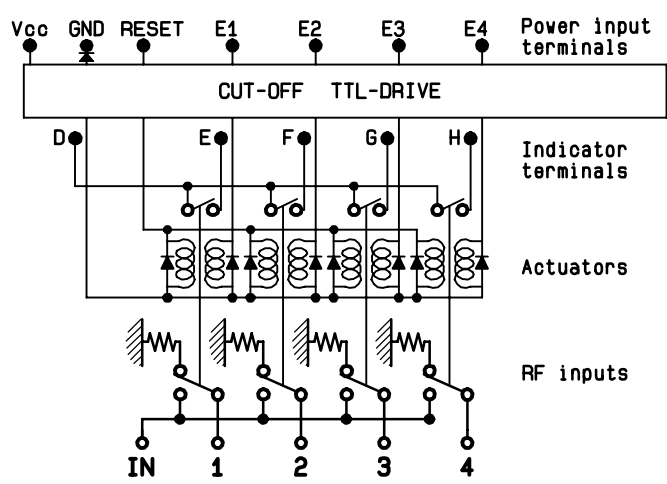 Vcc GND RESET E1 E2 E3 E4 Power input
terminals
CUT-OFF TTL-DRIVE
D E F G H
Indicator
terminals
Actuators
RF inputs
IN 1 2 3 4